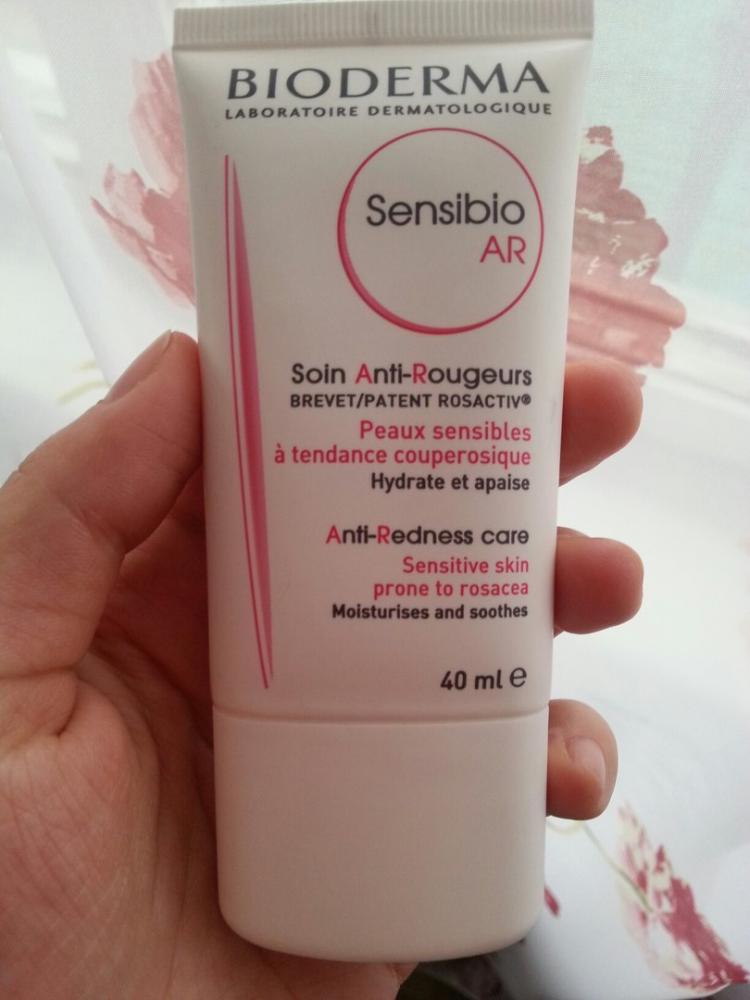 BIODERMA
LABORATOIRE DERMATOLOGIQUE
Sensibio
AR
Soin Anti-Rougeurs
BREVET/PATENT ROSACTIV®
Peaux sensibles
à tendance couperosique
Hydrate et apaise
Anti-Redness care
Sensitive skin
prone to rosacea
Moisturises and soothes
40 ml ℮